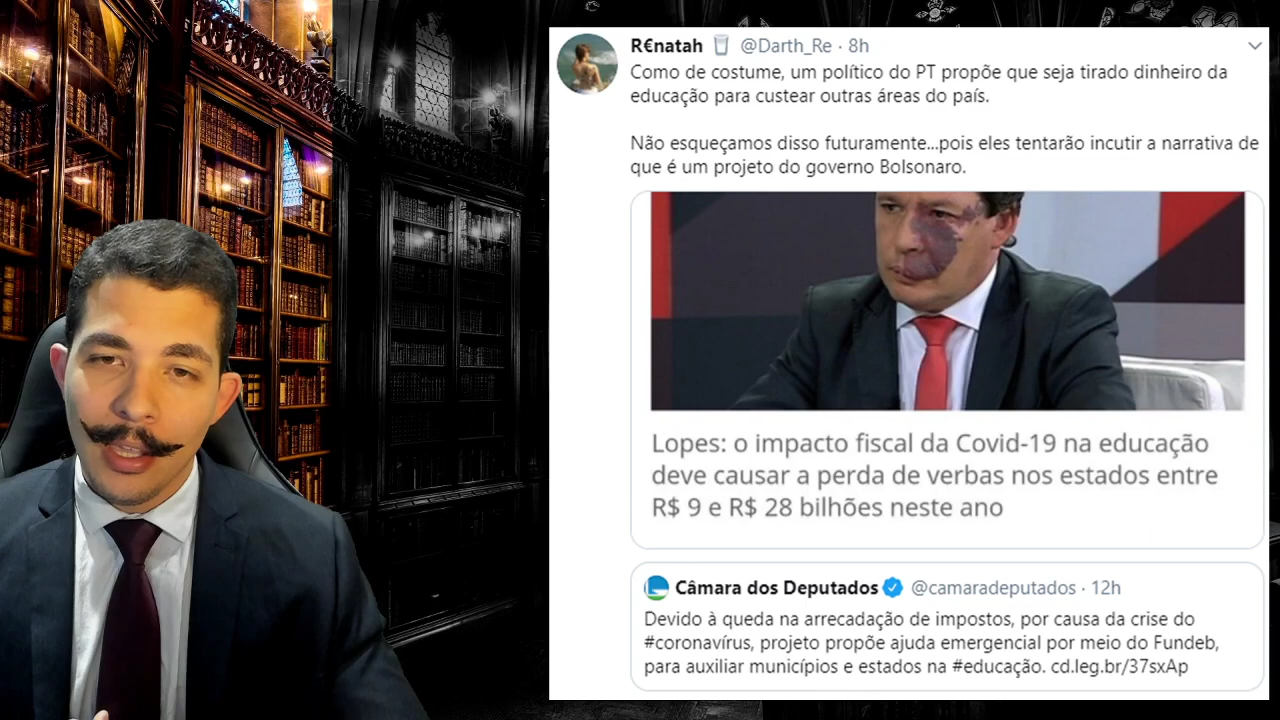 R€natah @Darth_Re · 8h
Como de costume, um político do PT propõe que seja tirado dinheiro da
educação para custear outras áreas do país.
Não esqueçamos disso futuramente...pois eles tentarão incutir a narrativa de
que é um projeto do governo Bolsonaro.
Lopes: o impacto fiscal da Covid-19 na educação
deve causar a perda de verbas nos estados entre
R$ 9 e R$ 28 bilhões neste ano
Câmara dos Deputados @camaradeputados · 12h
Devido à queda na arrecadação de impostos, por causa da crise do
#coronavírus, projeto propõe ajuda emergencial por meio do Fundeb,
para auxiliar municípios e estados na #educação. cd.leg.br/37sxAp